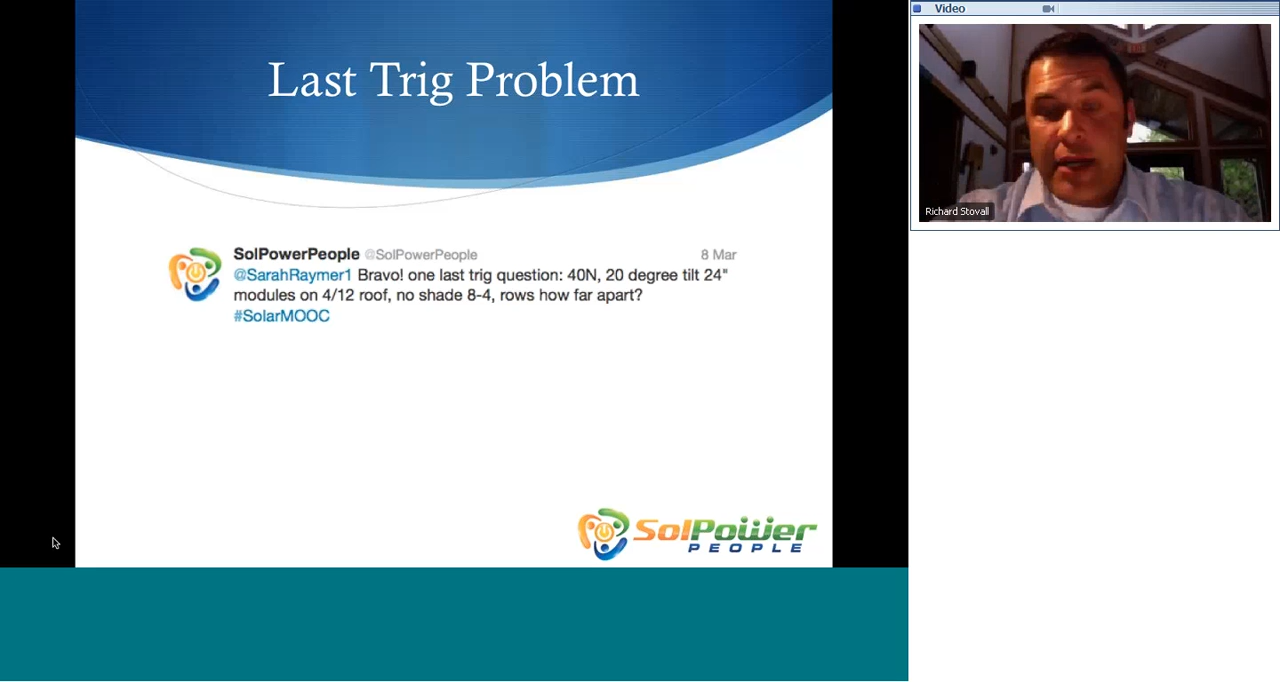 Last Trig Problem
SolPowerPeople @SolPowerPeople 8 Mar
@SarahRaymer1 Bravo! one last trig question: 40N, 20 degree tilt 24"
modules on 4/12 roof, no shade 8-4, rows how far apart?
#SolarMOOC
SolPower
PEOPLE
Video
Richard Stovall